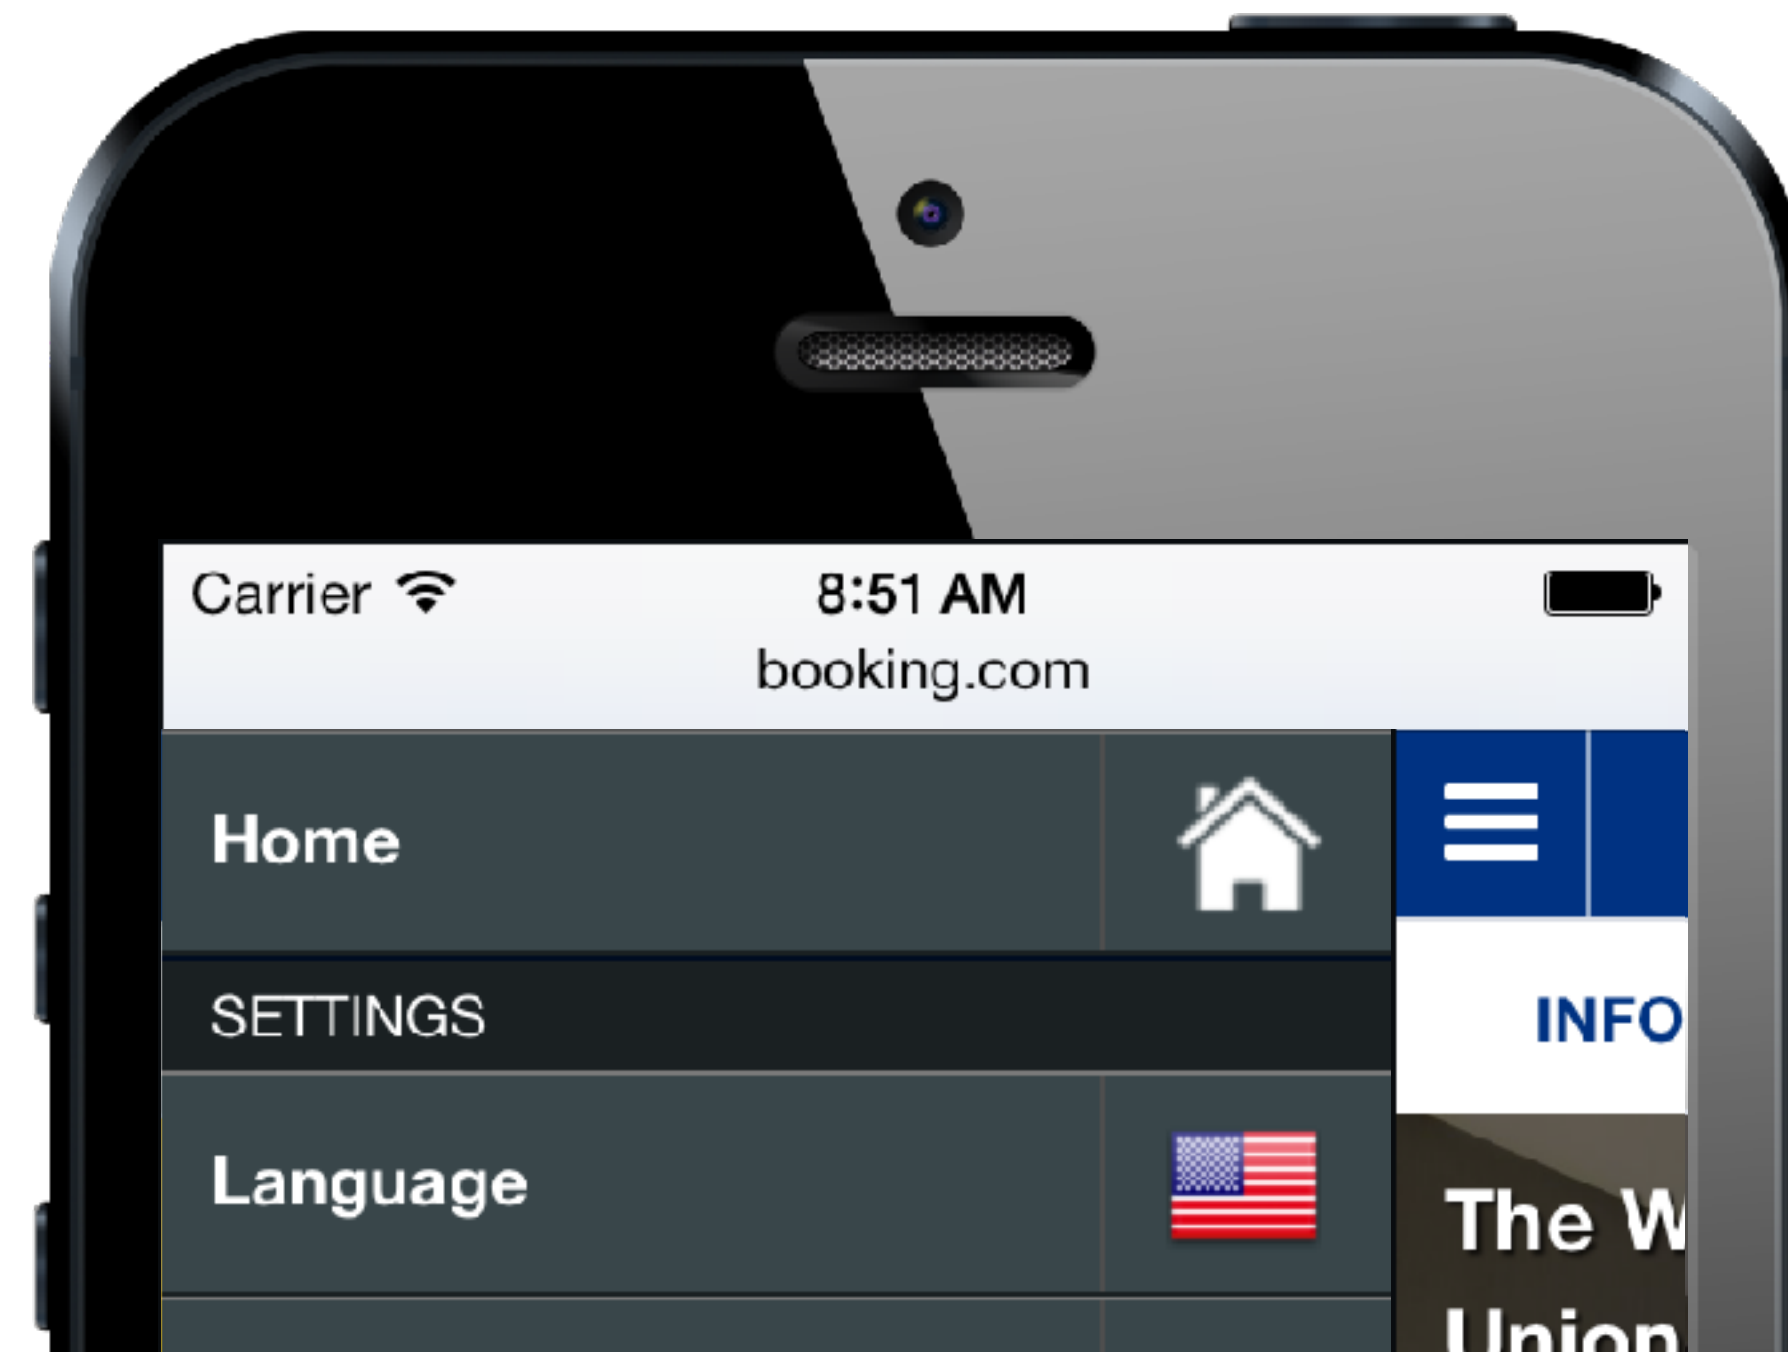 Carrier 8:51 AM
booking.com
Home
SETTINGS
Language
INFO
The W
Union